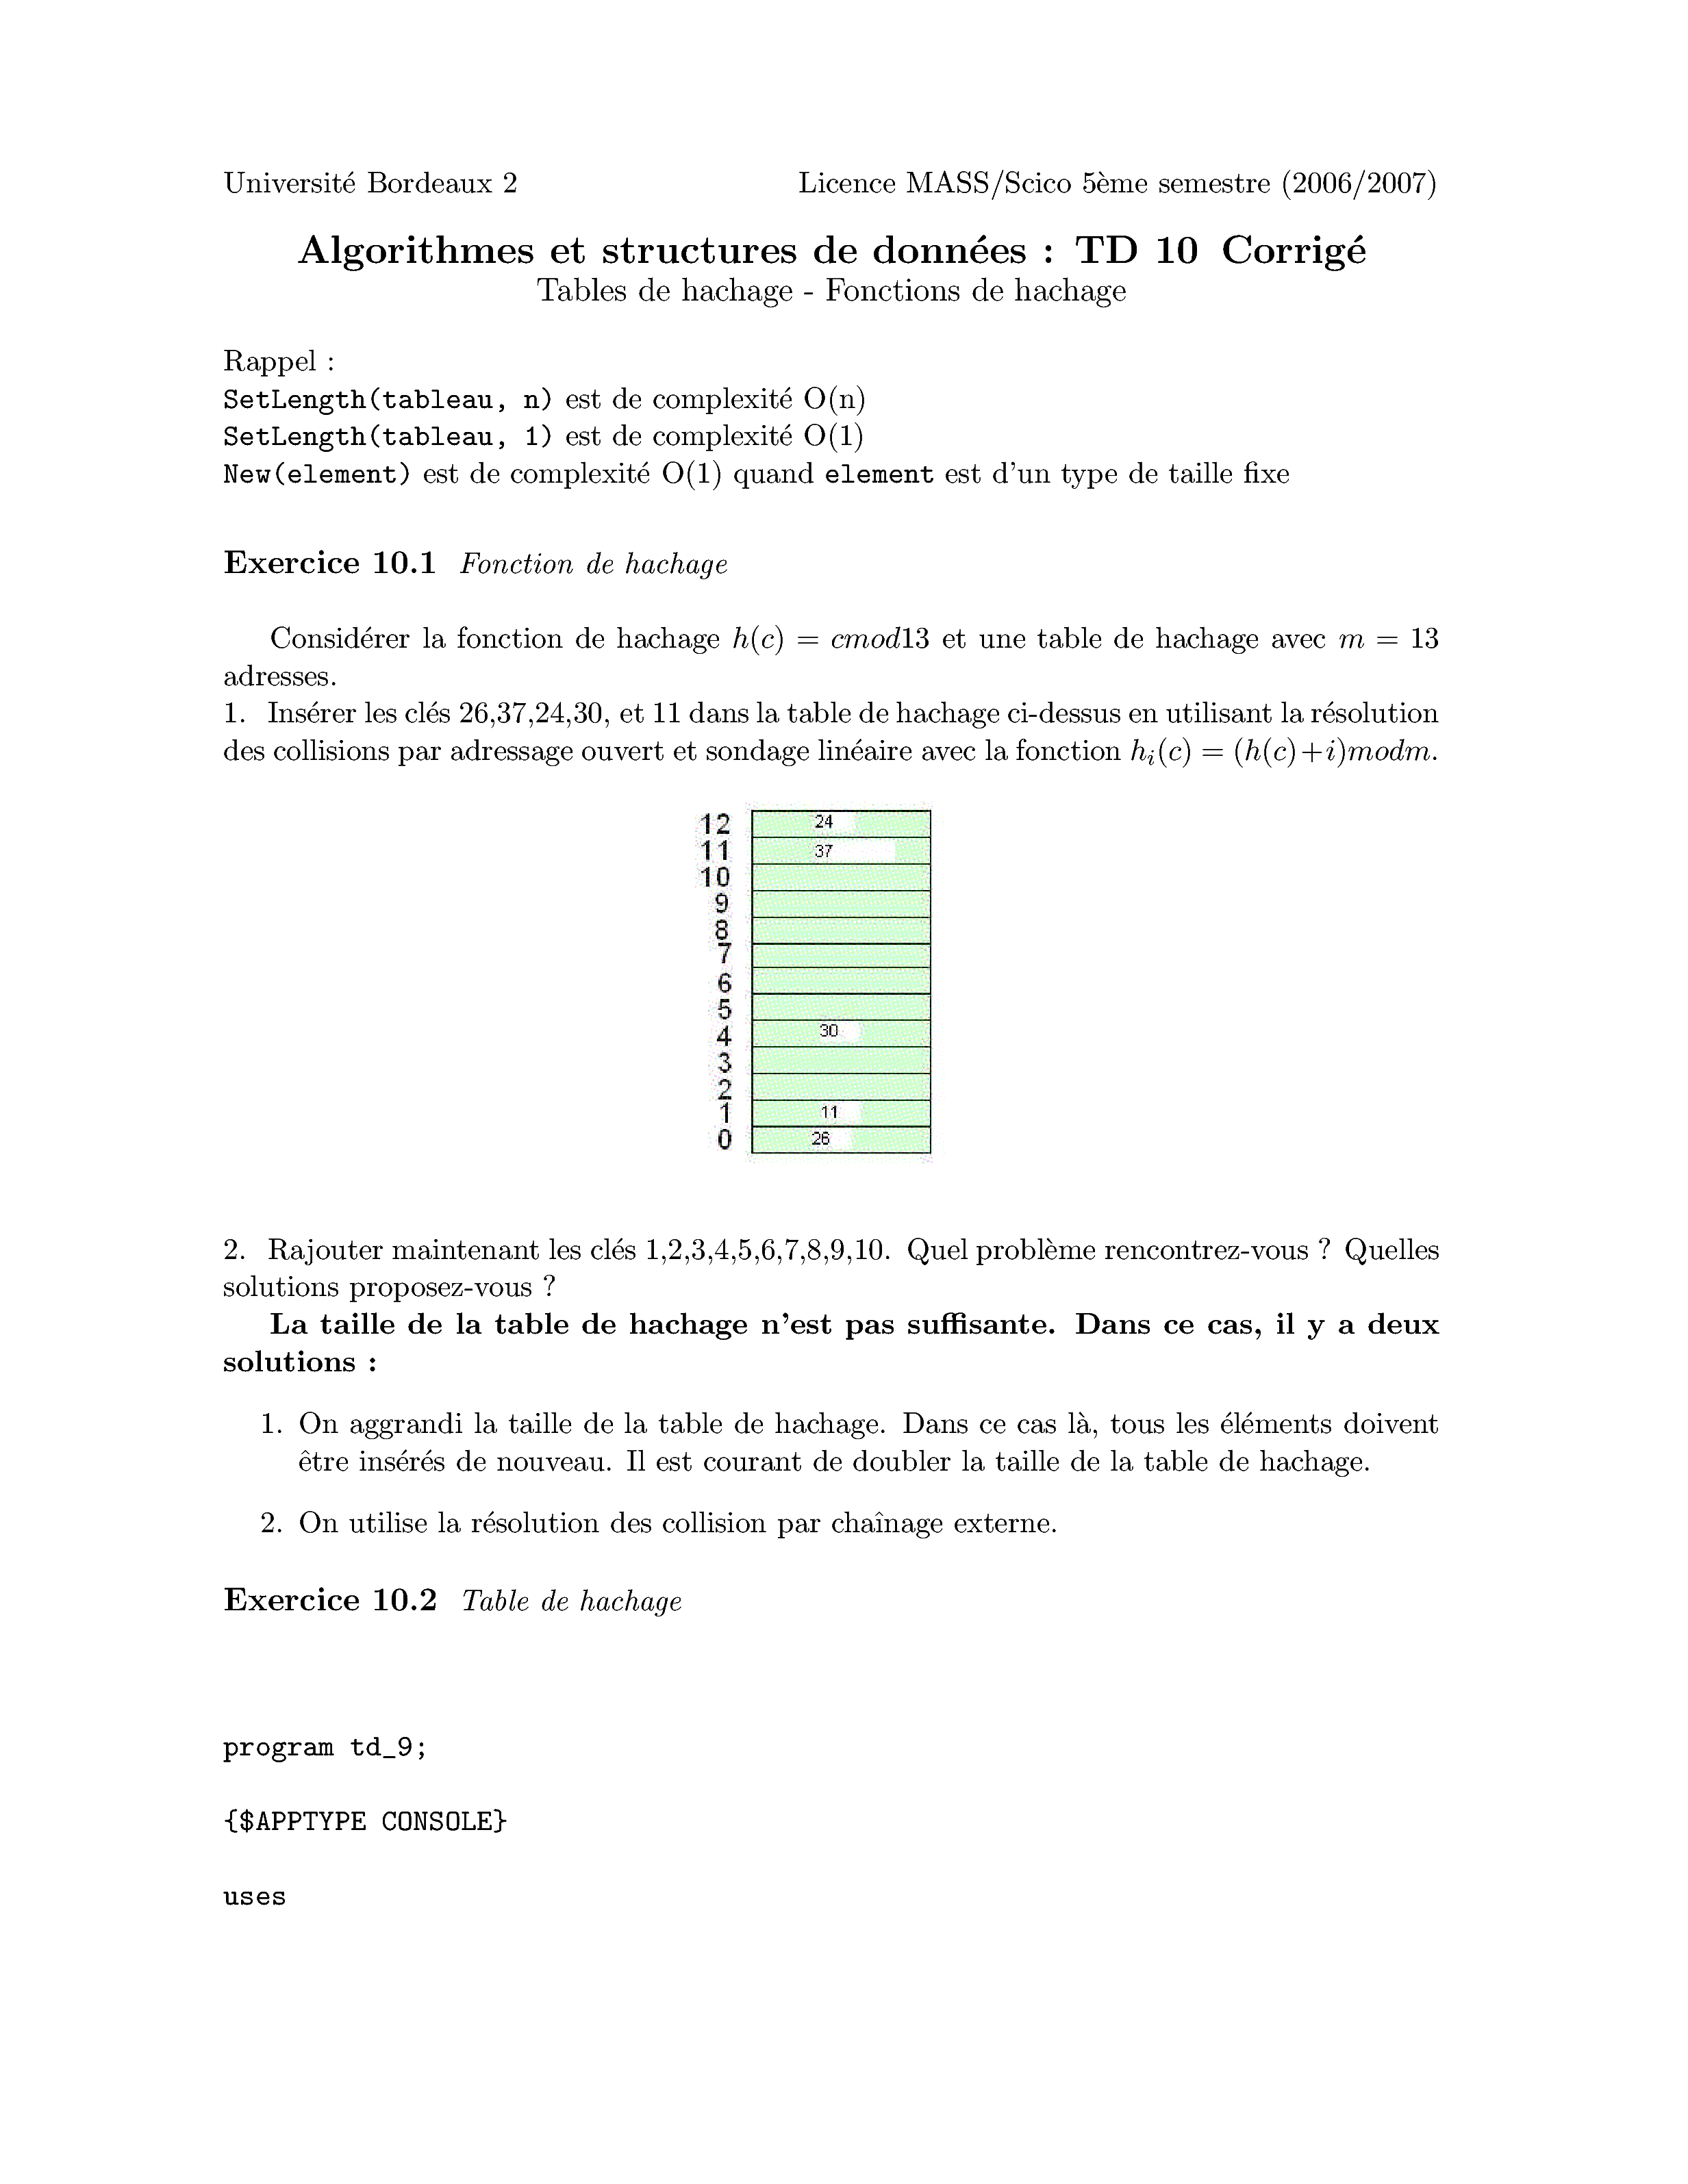 Université Bordeaux 2 Licence MASS/Scico 5ème semestre (2006/2007)
Algorithmes et structures de données : TD 10 Corrigé
Tables de hachage - Fonctions de hachage
Rappel :
SetLength(tableau, n) est de complexité O(n)
SetLength(tableau, 1) est de complexité O(1)
New(element) est de complexité O(1) quand element est d'un type de taille fixe
Exercice 10.1 Fonction de hachage
Considérer la fonction de hachage h(c) = cmod13 et une table de hachage avec m = 13
adresses.
1. Insérer les clés 26,37,24,30, et 11 dans la table de hachage ci-dessus en utilisant la résolution
des collisions par adressage ouvert et sondage linéaire avec la fonction hᵢ(c) = (h(c)+i)modm.
12 24
11 37
10
9
8
7
6
5
4 30
3
2
1 11
0 26
2. Rajouter maintenant les clés 1,2,3,4,5,6,7,8,9,10. Quel problème rencontrez-vous ? Quelles
solutions proposez-vous ?
La taille de la table de hachage n'est pas suffisante. Dans ce cas, il y a deux
solutions :
1. On aggrandi la taille de la table de hachage. Dans ce cas là, tous les éléments doivent
être insérés de nouveau. Il est courant de doubler la taille de la table de hachage.
2. On utilise la résolution des collision par chaînage externe.
Exercice 10.2 Table de hachage
program td_9;
{$APPTYPE CONSOLE}
uses